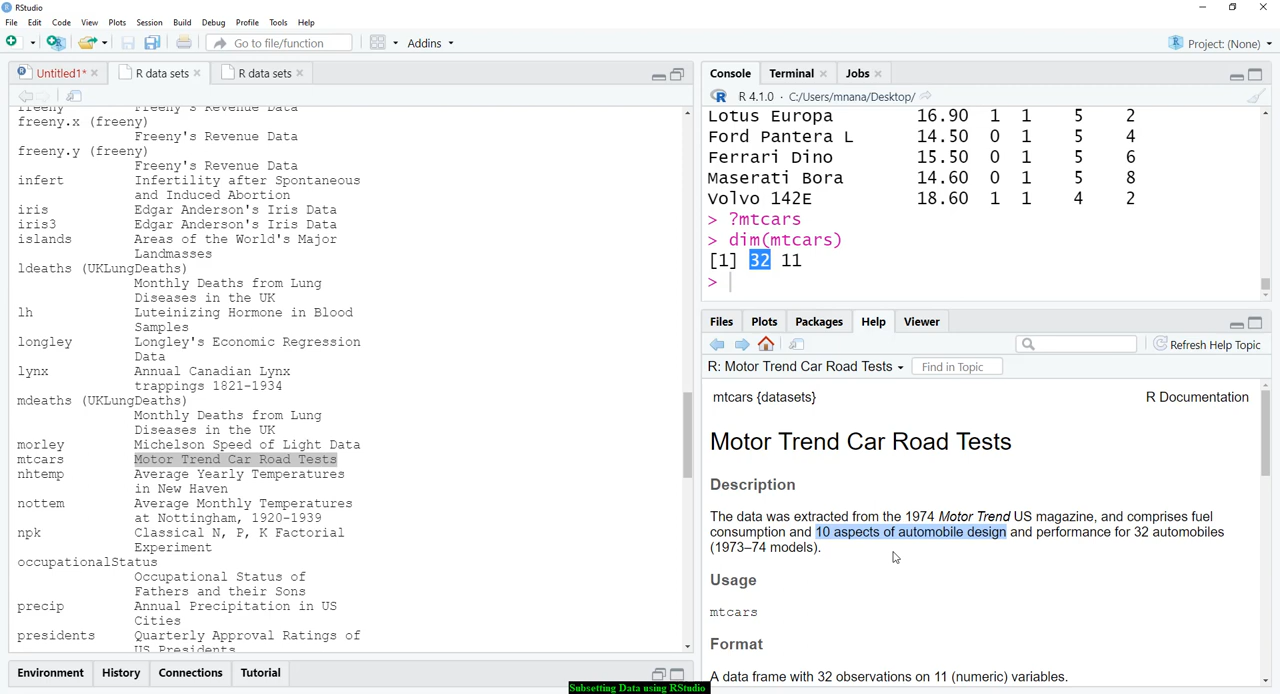 RStudio
File Edit Code View Plots Session Build Debug Profile Tools Help
Go to file/function Addins Project: (None)
Untitled1* R data sets R data sets
freeny Freeny's Revenue Data
freeny.x (freeny)
Freeny's Revenue Data
freeny.y (freeny)
Freeny's Revenue Data
infert Infertility after Spontaneous
and Induced Abortion
iris Edgar Anderson's Iris Data
iris3 Edgar Anderson's Iris Data
islands Areas of the World's Major
Landmasses
ldeaths (UKLungDeaths)
Monthly Deaths from Lung
Diseases in the UK
lh Luteinizing Hormone in Blood
Samples
longley Longley's Economic Regression
Data
lynx Annual Canadian Lynx
trappings 1821-1934
mdeaths (UKLungDeaths)
Monthly Deaths from Lung
Diseases in the UK
morley Michelson Speed of Light Data
mtcars Motor Trend Car Road Tests
nhtemp Average Yearly Temperatures
in New Haven
nottem Average Monthly Temperatures
at Nottingham, 1920-1939
npk Classical N, P, K Factorial
Experiment
occupationalStatus
Occupational Status of
Fathers and their Sons
precip Annual Precipitation in US
Cities
presidents Quarterly Approval Ratings of
US Presidents
Environment History Connections Tutorial
Console Terminal Jobs
R 4.1.0 · C:/Users/mnana/Desktop/
Lotus Europa 16.90 1 1 5 2
Ford Pantera L 14.50 0 1 5 4
Ferrari Dino 15.50 0 1 5 6
Maserati Bora 14.60 0 1 5 8
Volvo 142E 18.60 1 1 4 2
> ?mtcars
> dim(mtcars)
[1] 32 11
>
Files Plots Packages Help Viewer
Refresh Help Topic
R: Motor Trend Car Road Tests Find in Topic
mtcars {datasets} R Documentation
Motor Trend Car Road Tests
Description
The data was extracted from the 1974 Motor Trend US magazine, and comprises fuel
consumption and 10 aspects of automobile design and performance for 32 automobiles
(1973–74 models).
Usage
mtcars
Format
A data frame with 32 observations on 11 (numeric) variables.
Subsetting Data using RStudio